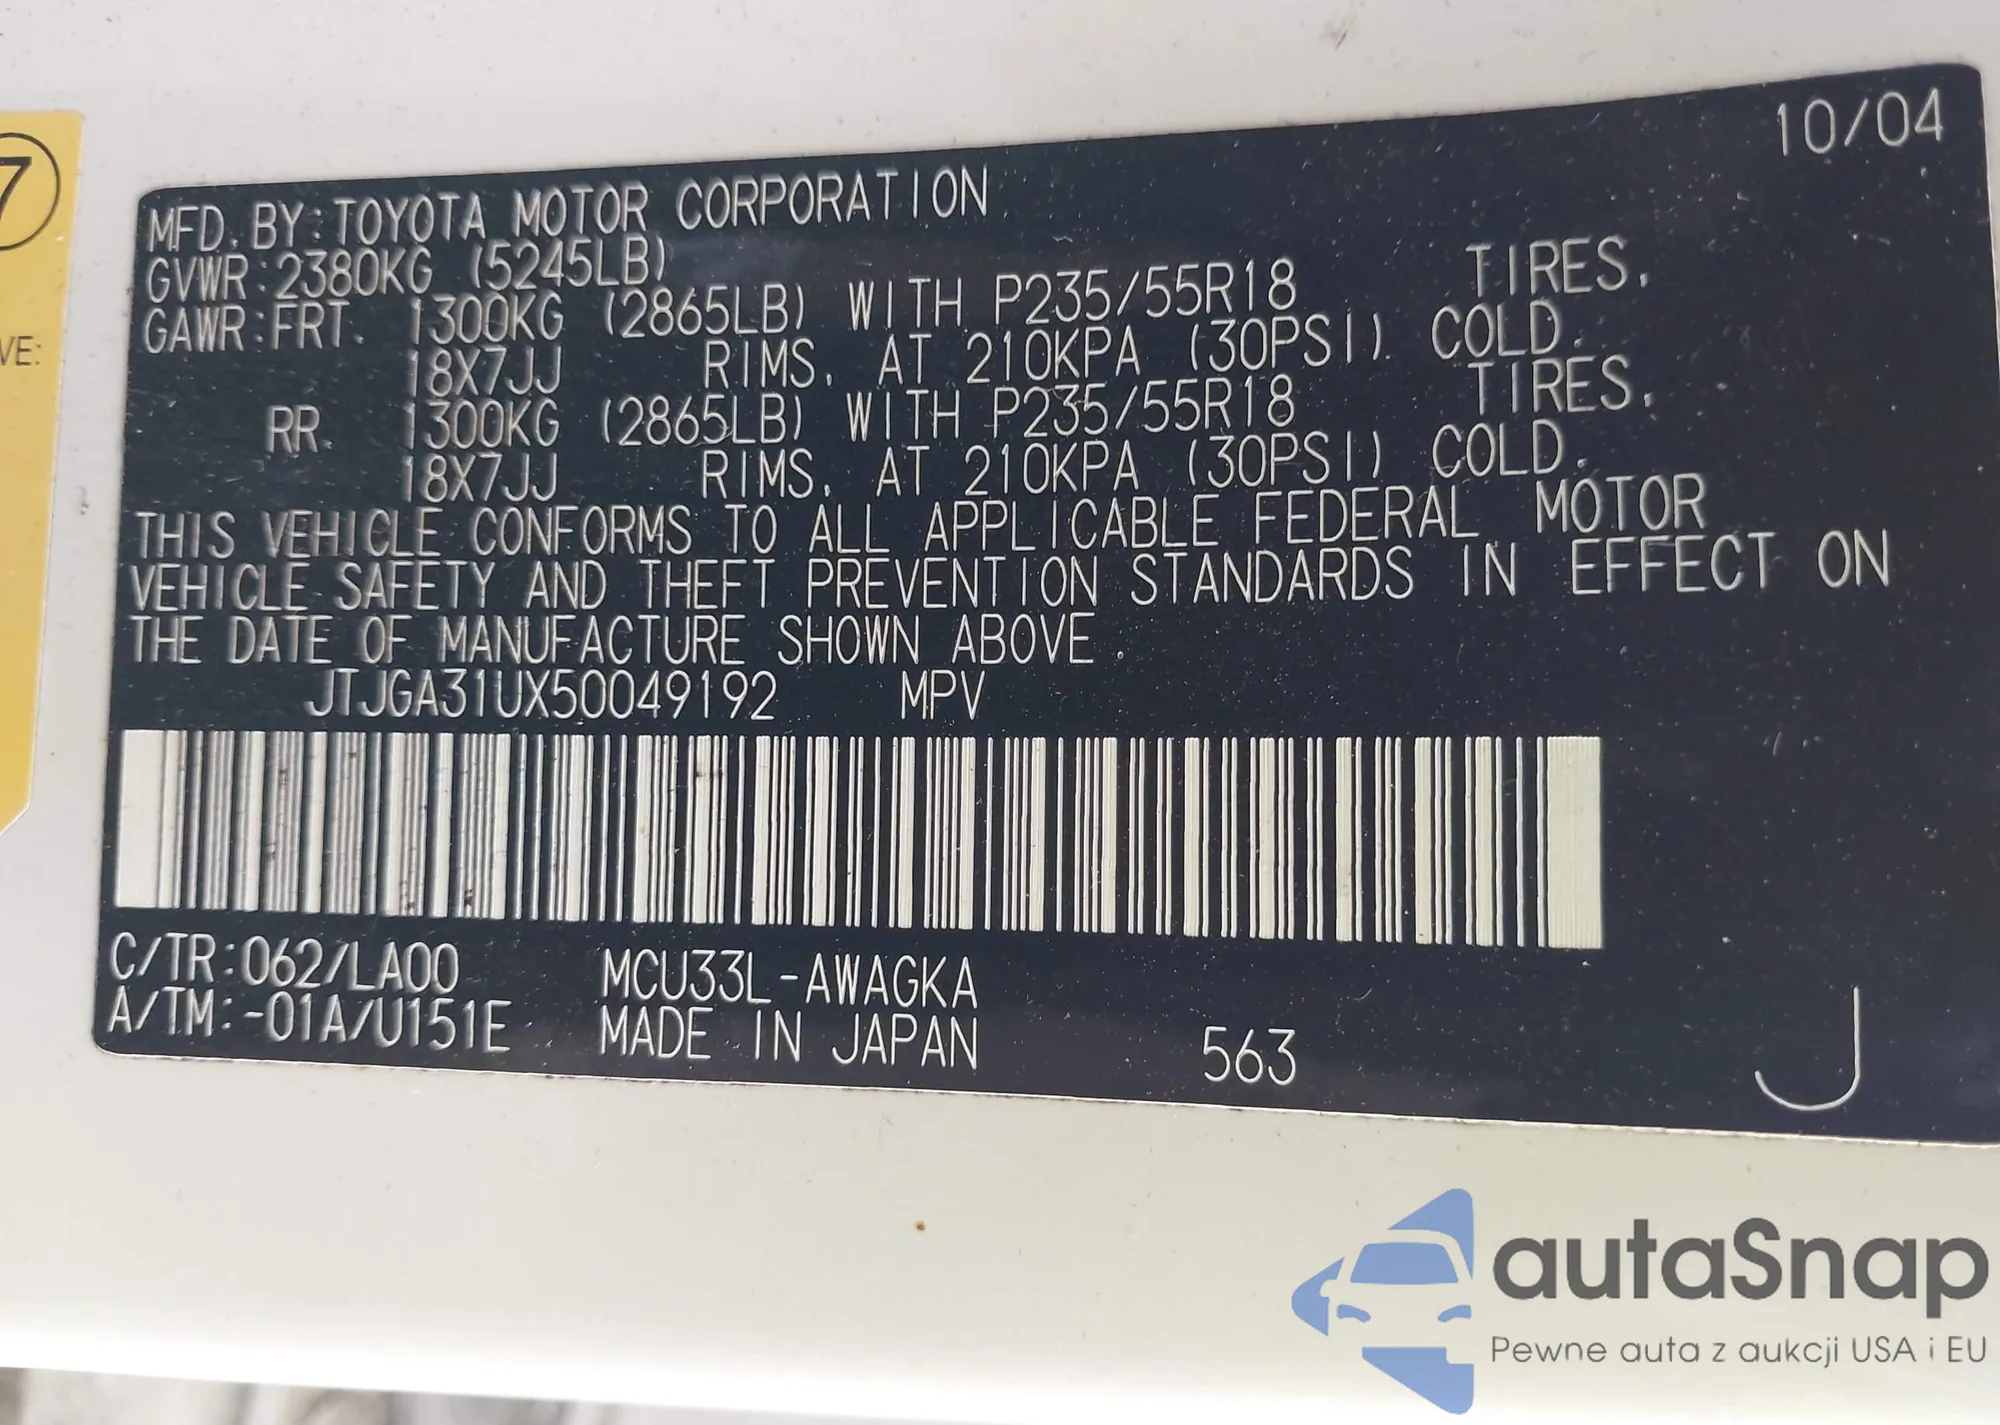 7
VE:
10/04
MFD. BY: TOYOTA MOTOR CORPORATION
GVWR: 2380KG (5245LB)
GAWR: FRT. 1300KG (2865LB) WITH P235/55R18 TIRES,
18X7JJ RIMS, AT 210KPA (30PSI) COLD.
RR. 1300KG (2865LB) WITH P235/55R18 TIRES,
18X7JJ RIMS, AT 210KPA (30PSI) COLD.
THIS VEHICLE CONFORMS TO ALL APPLICABLE FEDERAL MOTOR
VEHICLE SAFETY AND THEFT PREVENTION STANDARDS IN EFFECT ON
THE DATE OF MANUFACTURE SHOWN ABOVE.
JTJGA31UX50049192 MPV
C/TR:062/LA00 MCU33L-AWAGKA
A/TM:-01A/U151E MADE IN JAPAN 563
J
autaSnap
Pewne auta z aukcji USA i EU